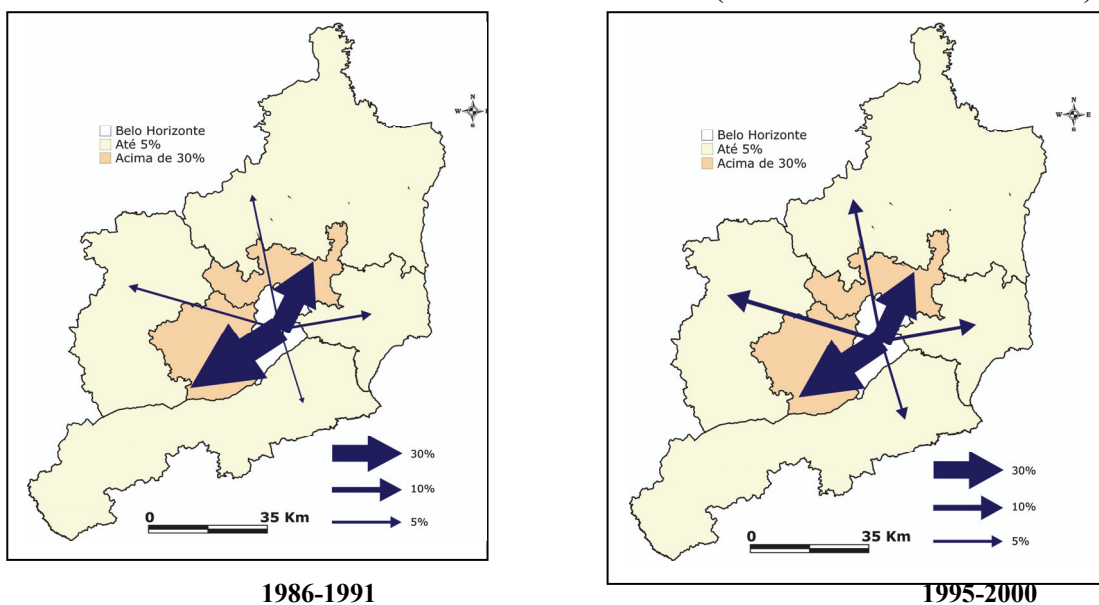 N
W E
S
Belo Horizonte
Até 5%
Acima de 30%
30%
10%
5%
0 35 Km
1986-1991
N
W E
S
Belo Horizonte
Até 5%
Acima de 30%
30%
10%
5%
0 35 Km
1995-2000